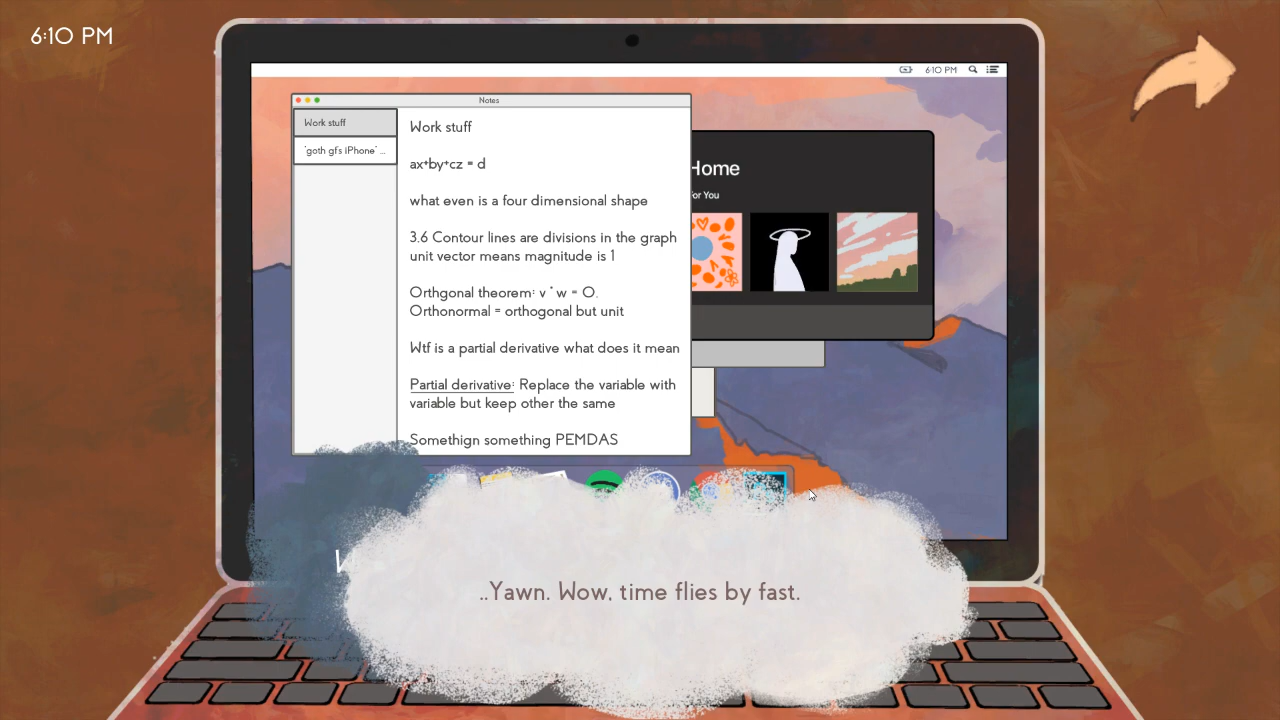 6:10 PM
6:10 PM
Notes
Work stuff
"goth gfs iPhone" ...
Work stuff
ax+by+cz = d
what even is a four dimensional shape
3.6 Contour lines are divisions in the graph
unit vector means magnitude is 1
Orthgonal theorem: v * w = 0.
Orthonormal = orthogonal but unit
Wtf is a partial derivative what does it mean
Partial derivative: Replace the variable with
variable but keep other the same
Somethign something PEMDAS
Home
For You
..Yawn. Wow, time flies by fast.